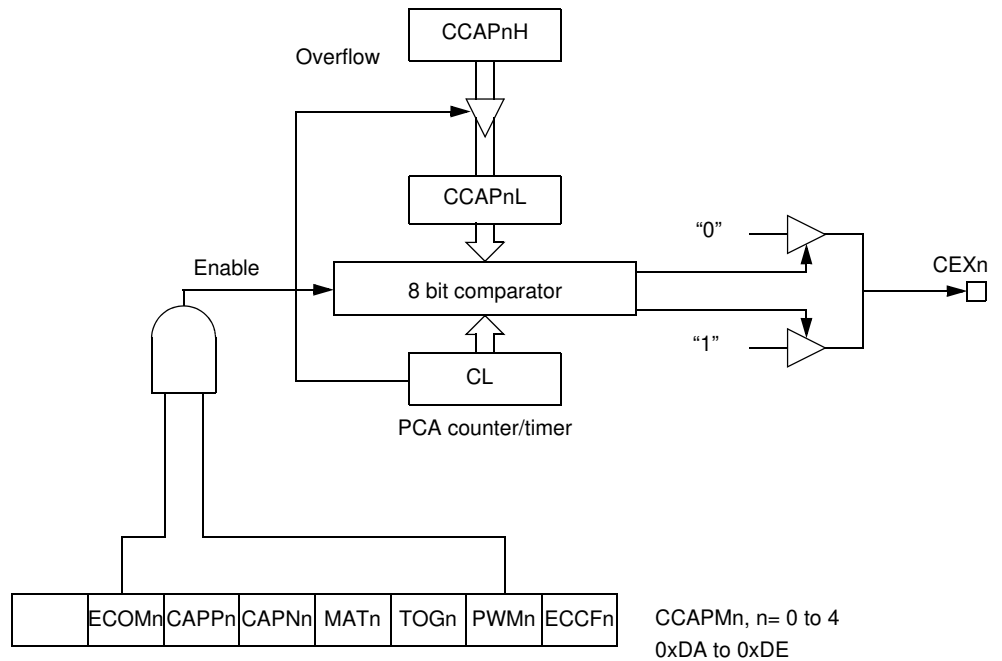 CCAPnH
Overflow
CCAPnL
“0”
Enable
CEXn
8 bit comparator
“1”
CL
PCA counter/timer
ECOMn CAPPn CAPNn MATn TOGn PWMn ECCFn
CCAPMn, n= 0 to 4
0xDA to 0xDE